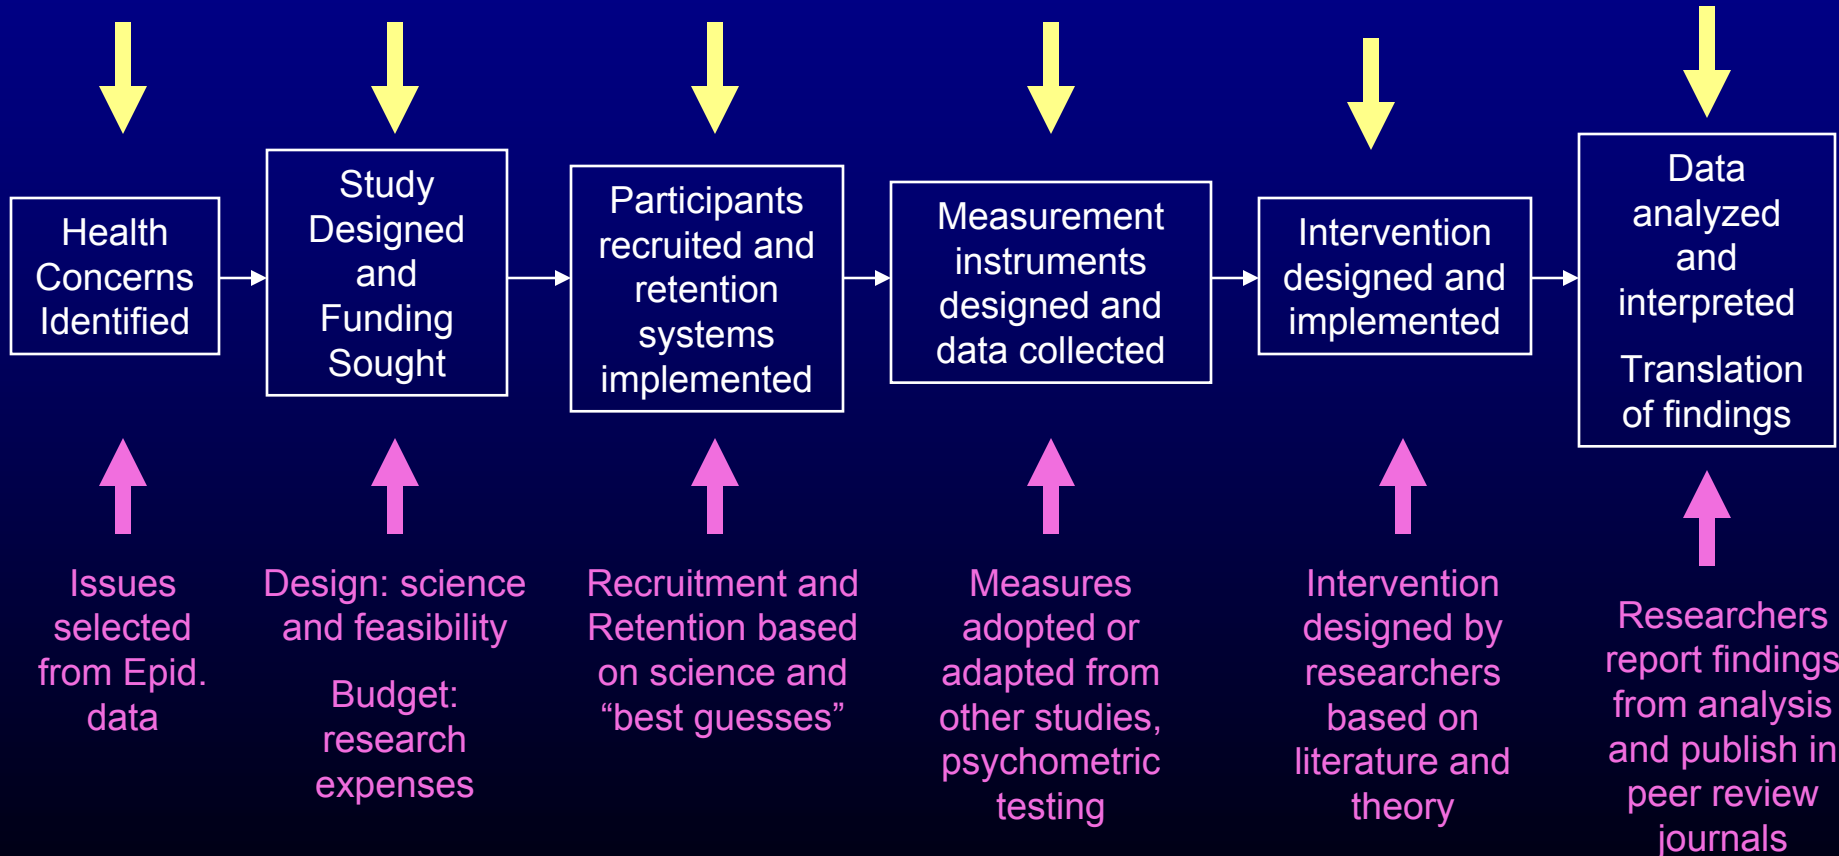 Health
Concerns
Identified
Study
Designed
and
Funding
Sought
Participants
recruited and
retention
systems
implemented
Measurement
instruments
designed and
data collected
Intervention
designed and
implemented
Data
analyzed
and
interpreted
Translation
of findings
Issues
selected
from Epid.
data
Design: science
and feasibility
Budget:
research
expenses
Recruitment and
Retention based
on science and
“best guesses”
Measures
adopted or
adapted from
other studies,
psychometric
testing
Intervention
designed by
researchers
based on
literature and
theory
Researchers
report findings
from analysis
and publish in
peer review
journals